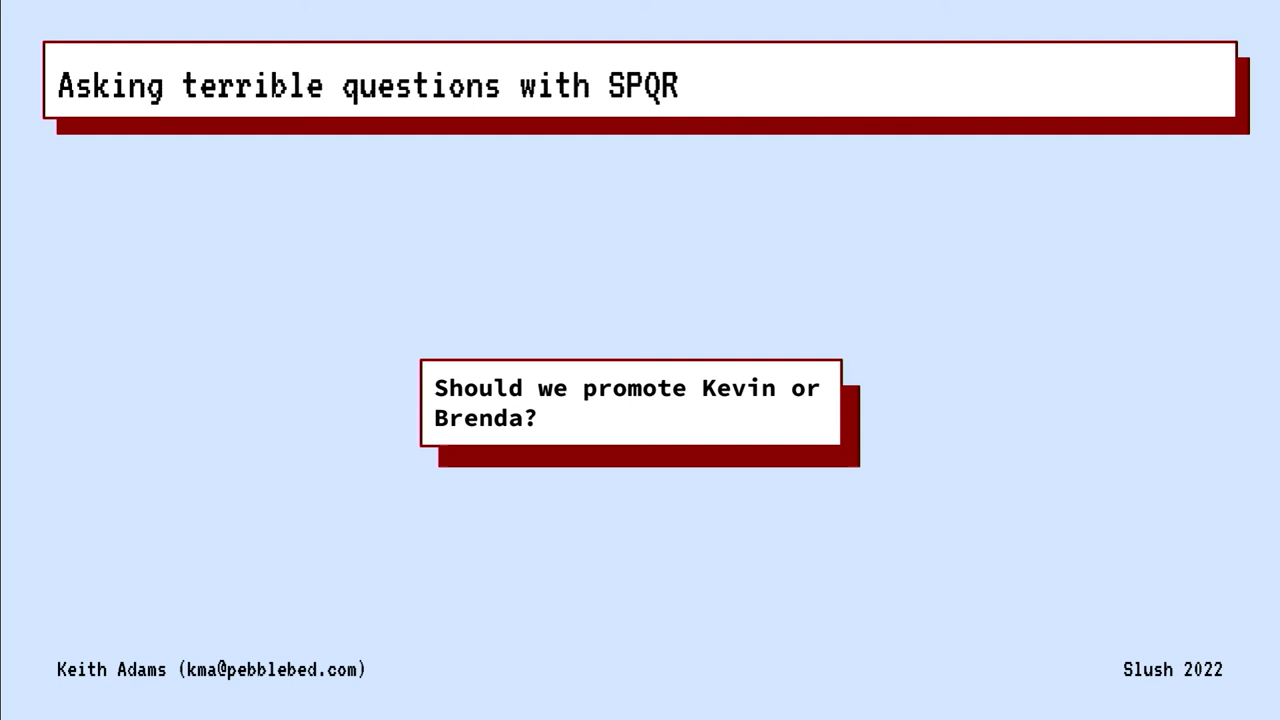 Asking terrible questions with SPQR
Should we promote Kevin or
Brenda?
Keith Adams (kma@pebblebed.com)
Slush 2022